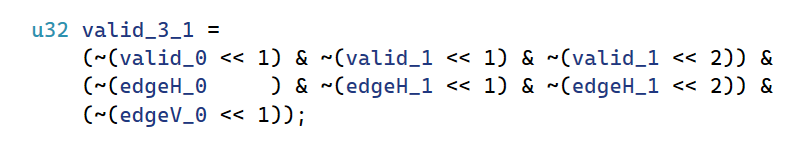 u32 valid_3_1 =
(~(valid_0 << 1) & ~(valid_1 << 1) & ~(valid_1 << 2)) &
(~(edgeH_0     ) & ~(edgeH_1 << 1) & ~(edgeH_1 << 2)) &
(~(edgeV_0 << 1));